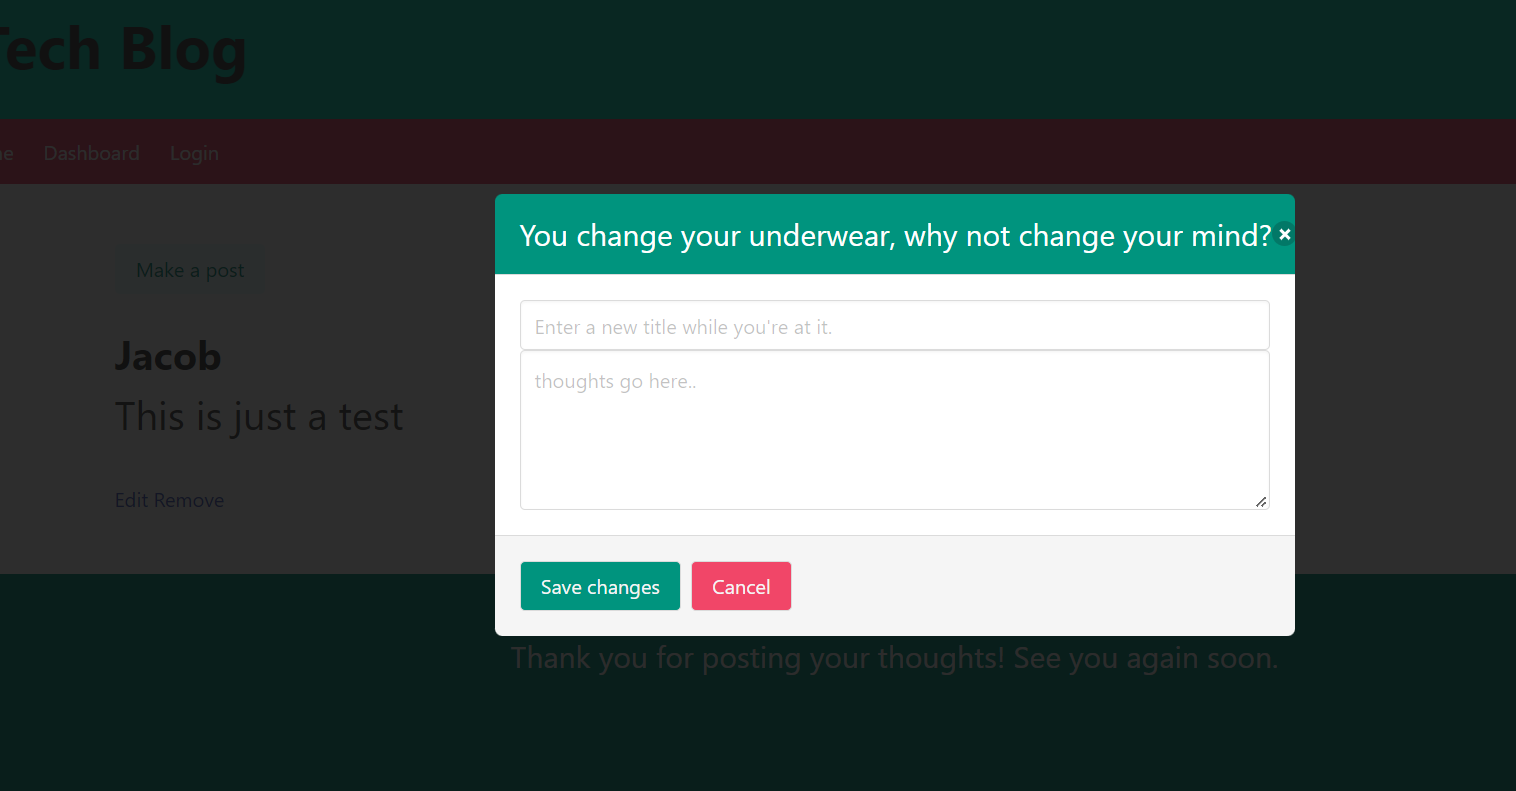 Tech Blog
Dashboard Login
You change your underwear, why not change your mind?
Make a post
Enter a new title while you're at it.
Jacob
thoughts go here..
This is just a test
Edit Remove
Save changes Cancel
Thank you for posting your thoughts! See you again soon.